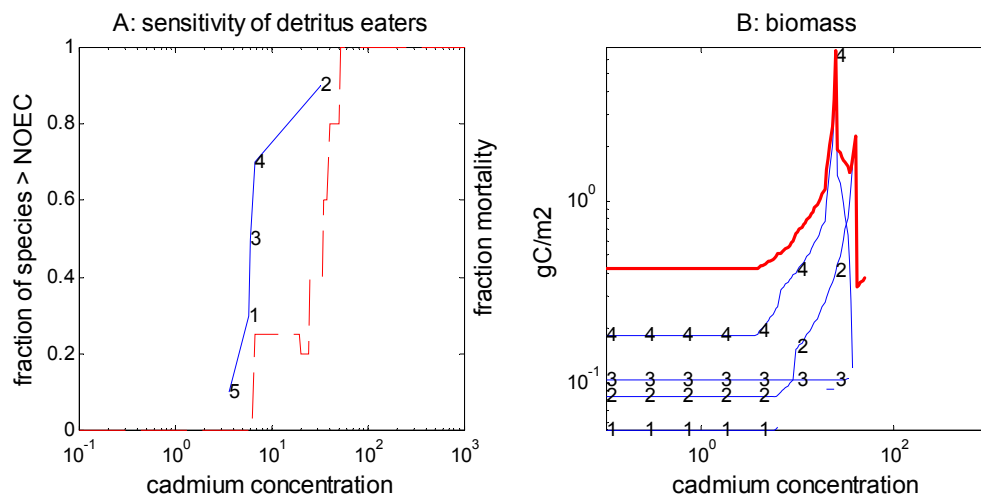 A: sensitivity of detritus eaters
1
0.8
0.6
0.4
0.2
0
fraction of species > NOEC
fraction mortality
2
4
3
1
5
10^-1 10^0 10^1 10^2 10^3
cadmium concentration
B: biomass
10^0
10^-1
gC/m2
4
4 4 4 4 4 4
2
2
3 3 3 3 3 3 3
2 2 2 2 2
1 1 1 1 1
10^0 10^2
cadmium concentration